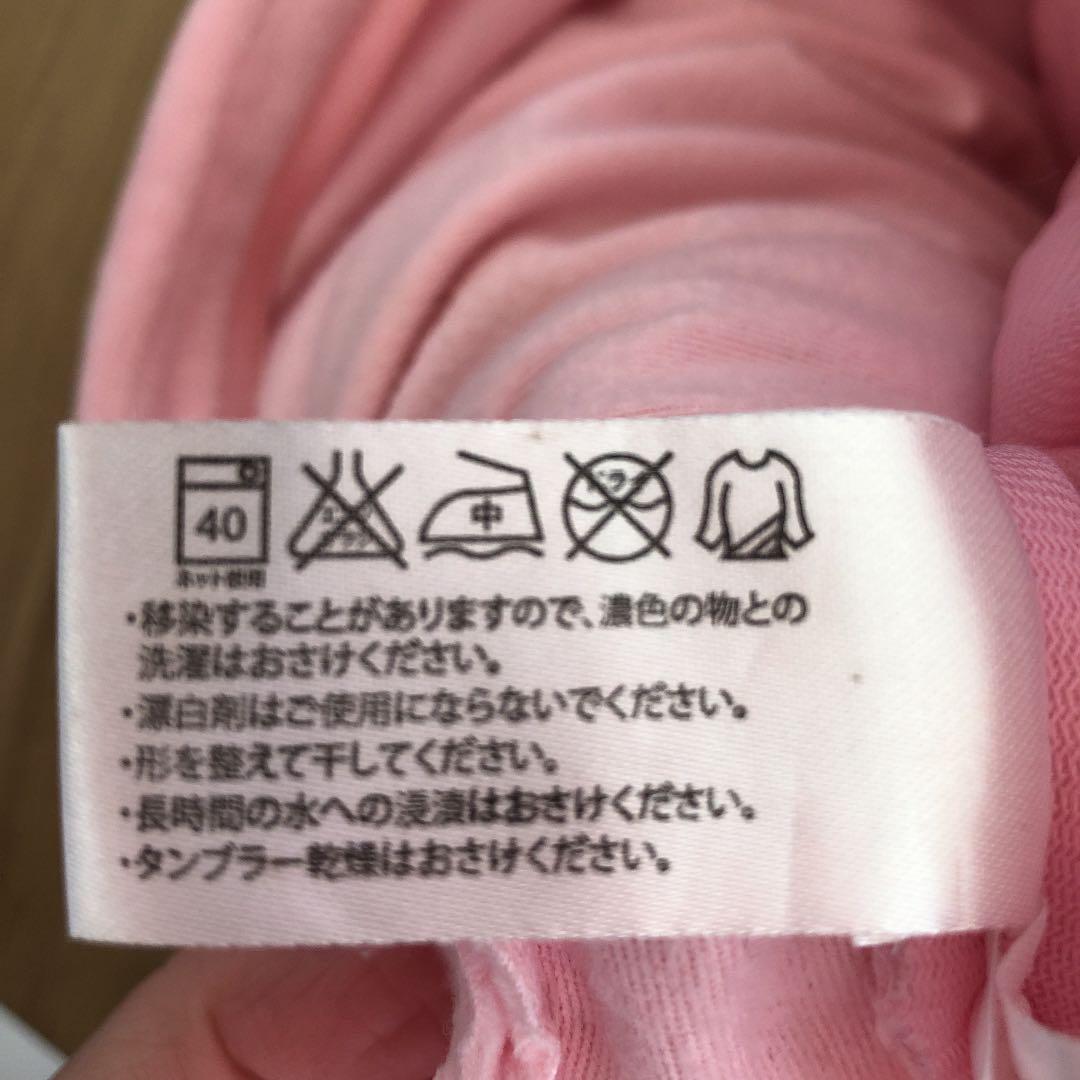 40
中
ドライ
ネット使用
・移染することがありますので、濃色の物との
洗濯はおさけください。
・漂白剤はご使用にならないでください。
・形を整えて干してください。
・長時間の水への浸漬はおさけください。
・タンブラー乾燥はおさけください。